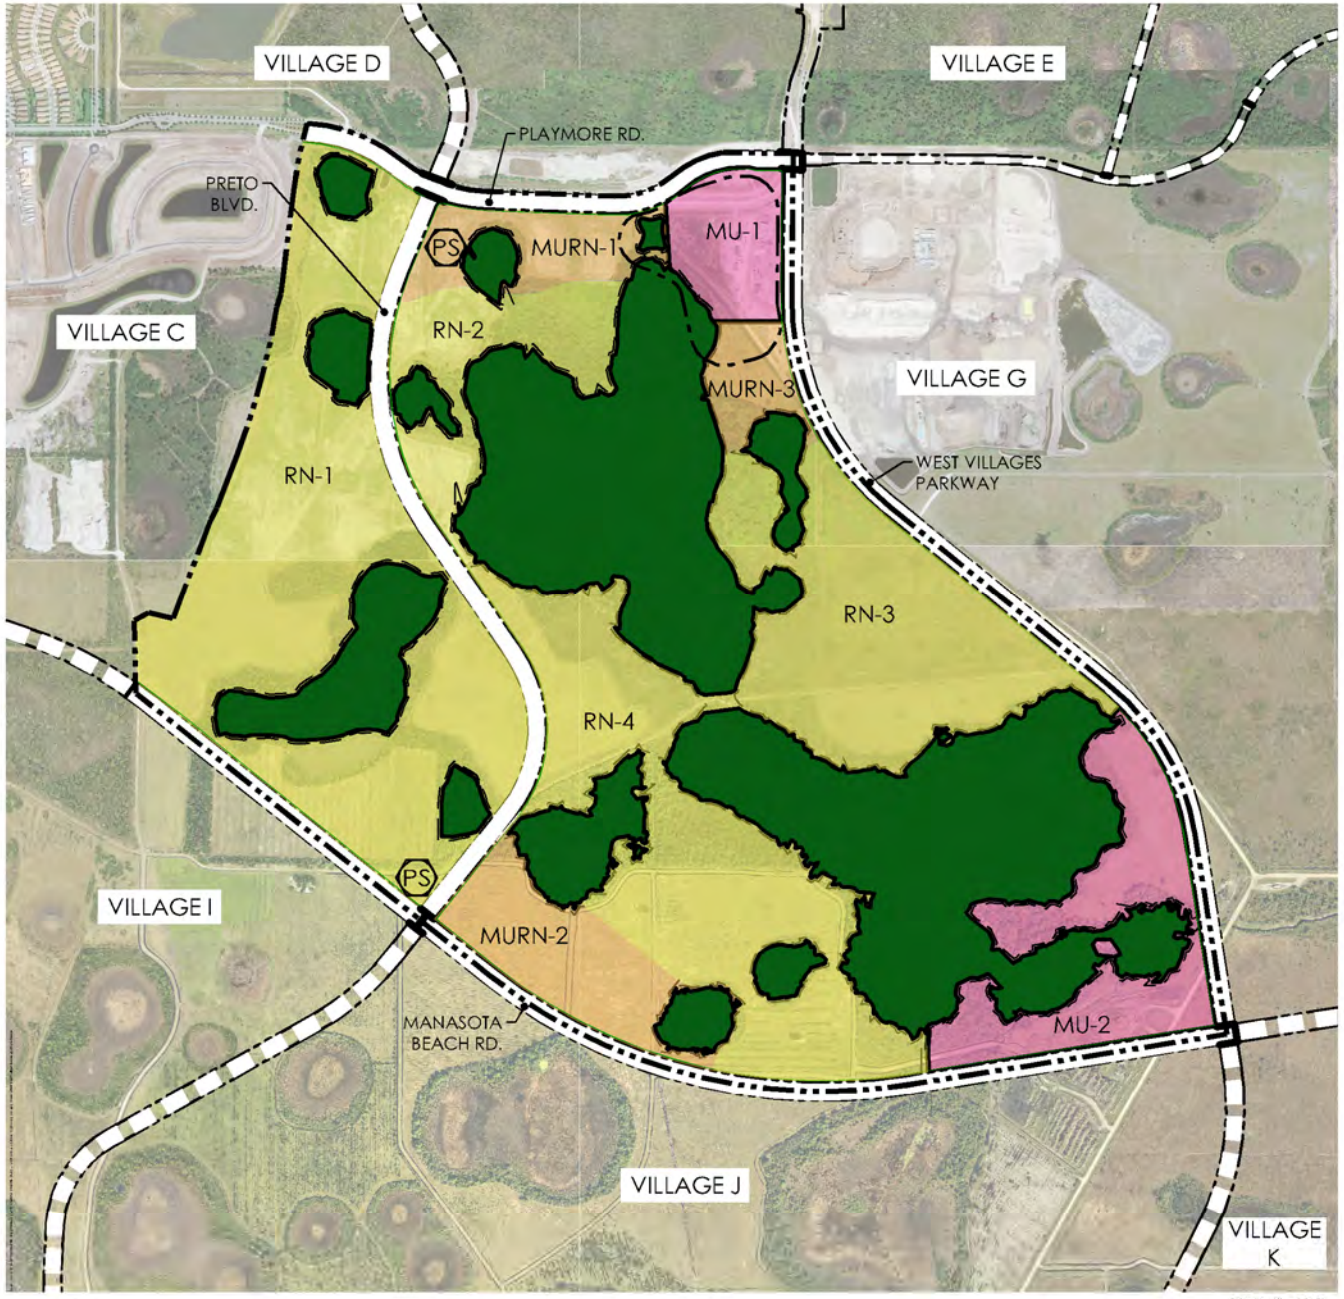 VILLAGE D
VILLAGE E
PLAYMORE RD.
PRETO
BLVD.
PS
MURN-1
MU-1
VILLAGE C
RN-2
VILLAGE G
MURN-3
RN-1
WEST VILLAGES
PARKWAY
RN-3
RN-4
PS
VILLAGE I
MURN-2
MANASOTA
BEACH RD.
MU-2
VILLAGE J
VILLAGE
K